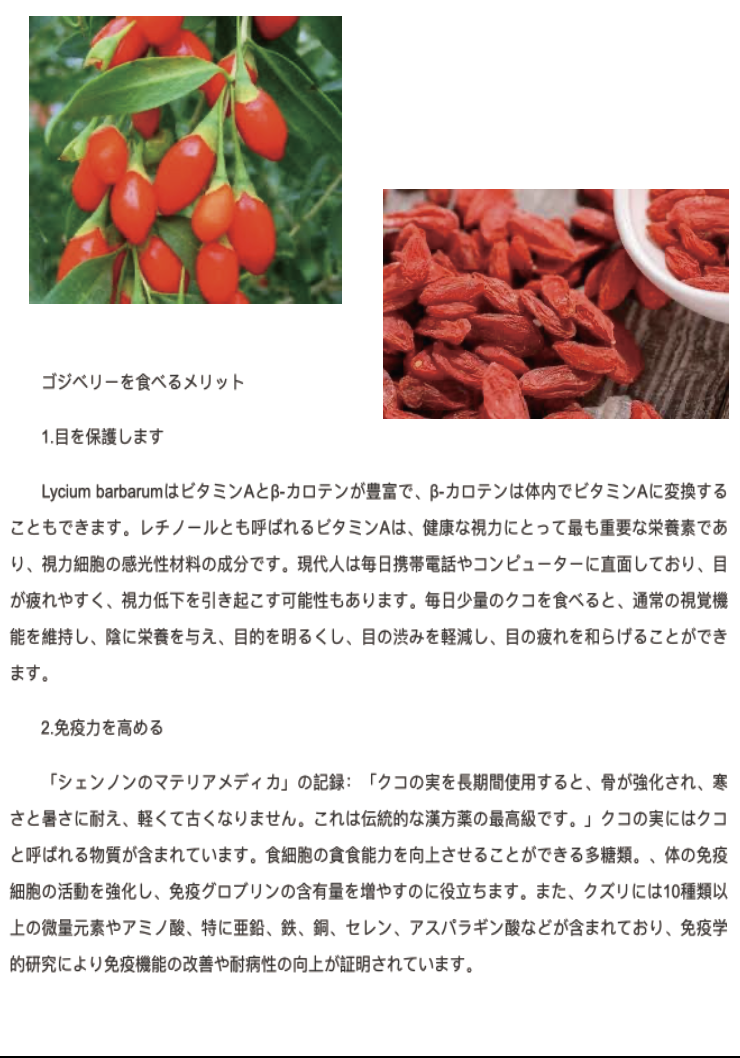 ゴジベリーを食べるメリット
1.目を保護します
Lycium barbarumはビタミンAとβ-カロテンが豊富で、β-カロテンは体内でビタミンAに変換する
こともできます。レチノールとも呼ばれるビタミンAは、健康な視力にとって最も重要な栄養素であ
り、視力細胞の感光性材料の成分です。現代人は毎日携帯電話やコンピューターに直面しており、目
が疲れやすく、視力低下を引き起こす可能性もあります。毎日少量のクコを食べると、通常の視覚機
能を維持し、陰に栄養を与え、目的を明るくし、目の渋みを軽減し、目の疲れを和らげることができ
ます。
2.免疫力を高める
「シェンノンのマテリアメディカ」の記録: 「クコの実を長期間使用すると、骨が強化され、寒
さと暑さに耐え、軽くて古くなりません。これは伝統的な漢方薬の最高級です。」クコの実にはクコ
と呼ばれる物質が含まれています。食細胞の貪食能力を向上させることができる多糖類。、体の免疫
細胞の活動を強化し、免疫グロブリンの含有量を増やすのに役立ちます。また、クズリには10種類以
上の微量元素やアミノ酸、特に亜鉛、鉄、銅、セレン、アスパラギン酸などが含まれており、免疫学
的研究により免疫機能の改善や耐病性の向上が証明されています。